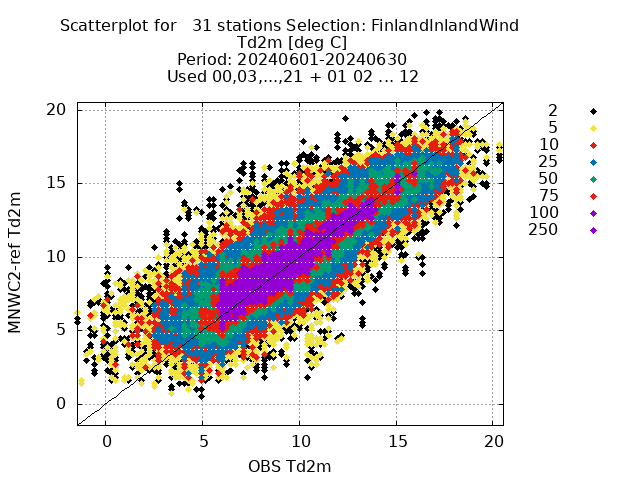 Scatterplot for   31 stations Selection: FinlandInlandWind
Td2m [deg C]
Period: 20240601-20240630
Used 00,03,...,21 + 01 02 ... 12
MNWC2-ref Td2m
20
15
10
5
0
0 5 10 15 20
OBS Td2m
2
5
10
25
50
75
100
250